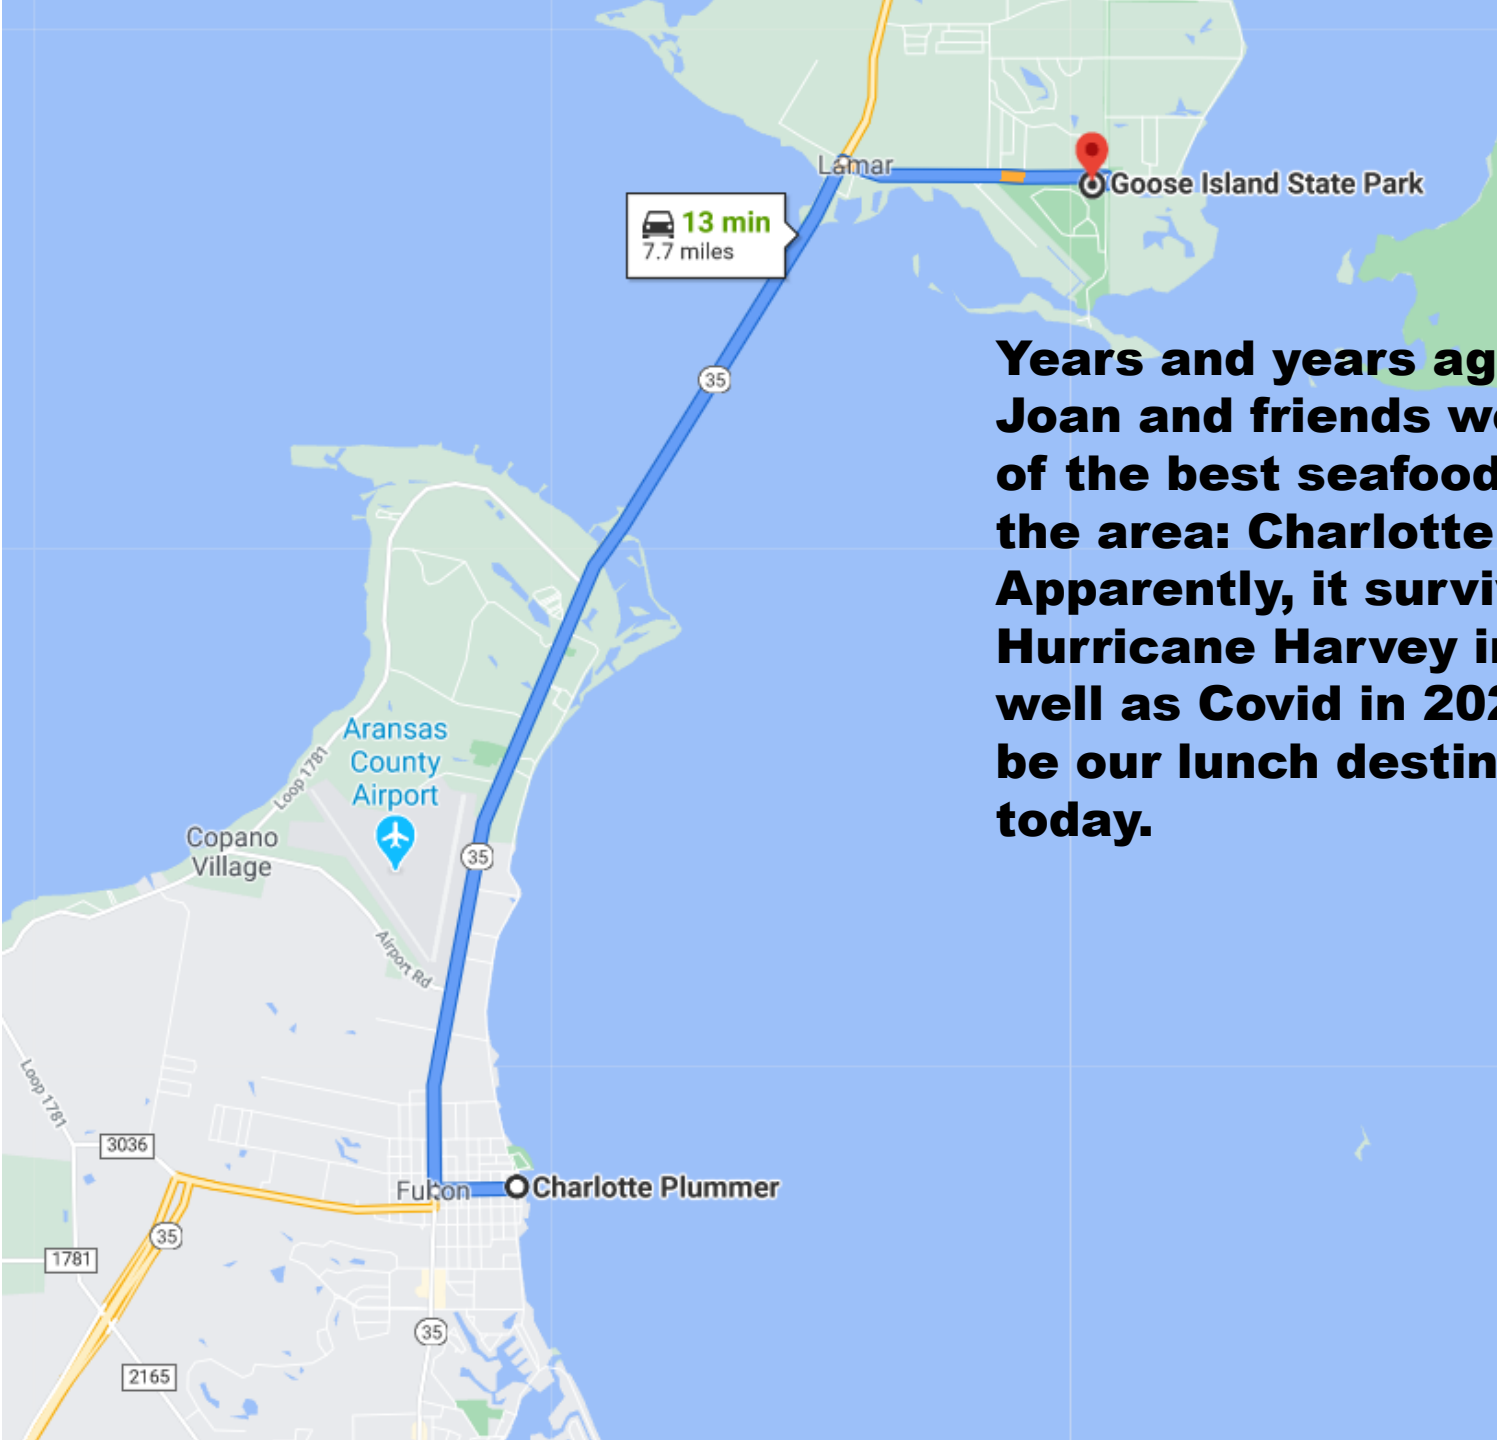 Lamar
Goose Island State Park
13 min
7.7 miles
35
Years and years ag
Joan and friends w
of the best seafood
the area: Charlotte
Apparently, it survi
Hurricane Harvey i
well as Covid in 202
be our lunch destin
today.
Aransas
County
Airport
Loop 1781
Copano
Village
35
Airport Rd
Loop 1781
3036
Fulton
Charlotte Plummer
35
1781
35
2165